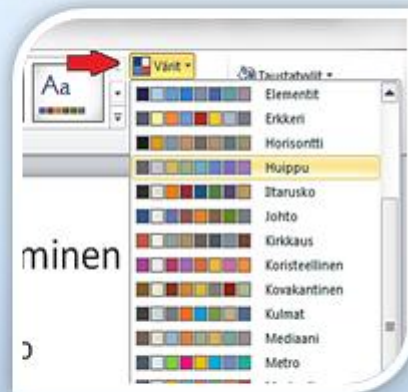 Värit
Taustatyylit
Aa
Elementit
Erkkeri
Horisontti
Huippu
Iltarusko
Johto
Kirkkaus
Koristeellinen
Kovakantinen
Kulmat
Mediaani
Metro
minen